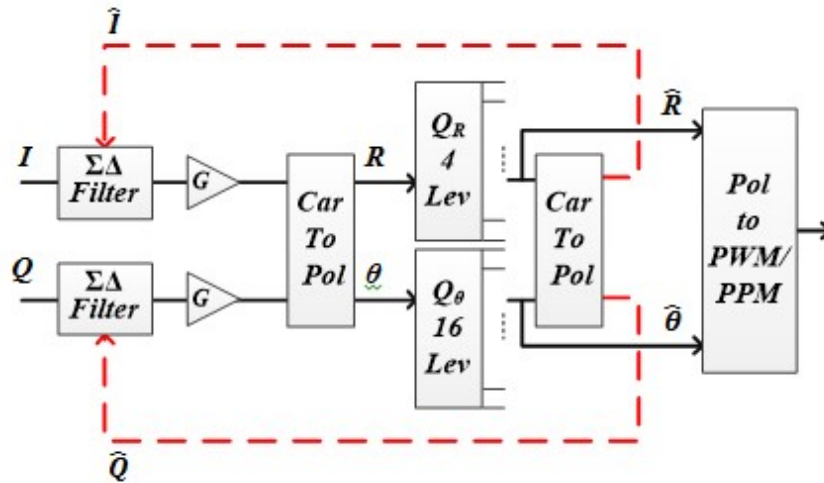 Î
I
ΣΔ
Filter
G
Car
To
Pol
R
Q_R
4
Lev
R̂
Car
To
Pol
Pol
to
PWM/
PPM
Q
ΣΔ
Filter
G
θ
Q_θ
16
Lev
θ̂
Q̂